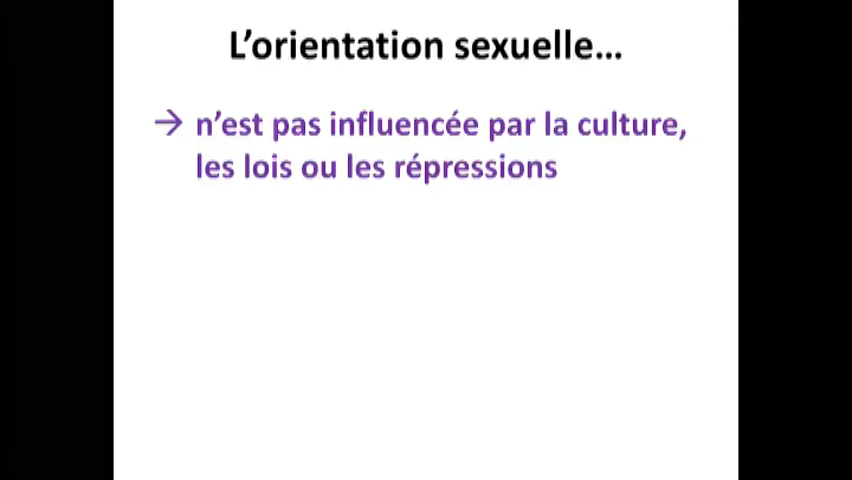 L’orientation sexuelle…
→ n’est pas influencée par la culture,
les lois ou les répressions